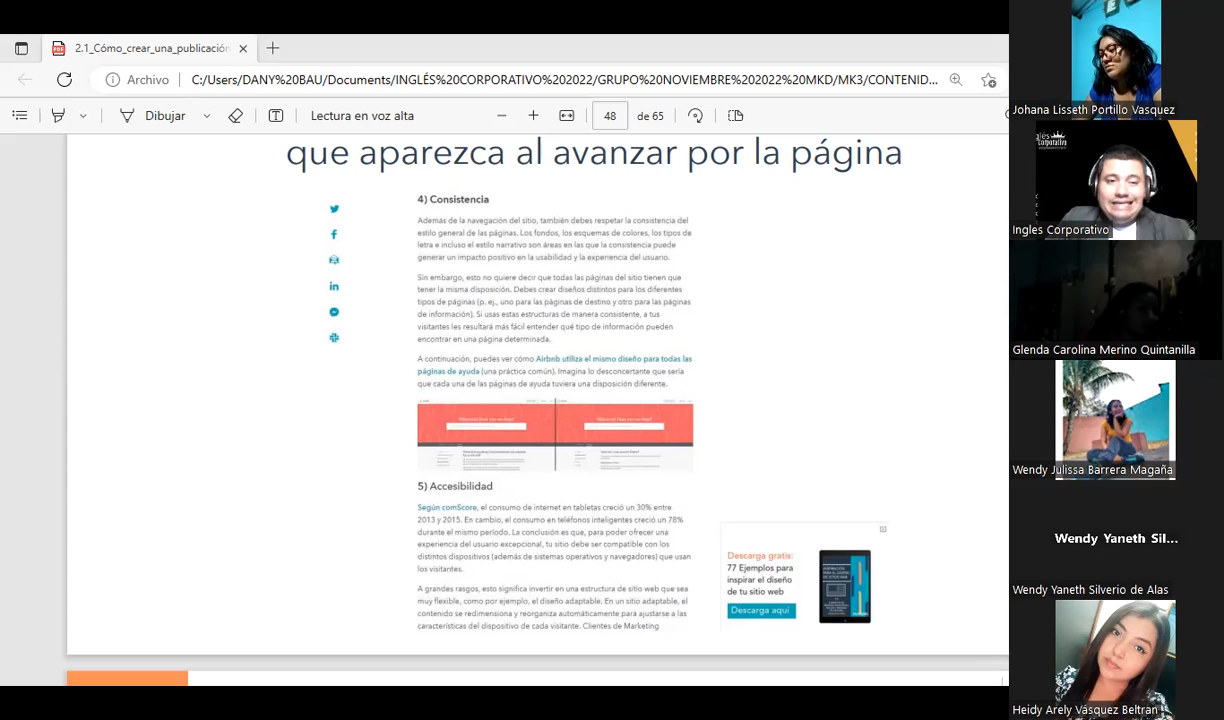 2.1_Cómo_crear_una_publicación
Archivo
C:/Users/DANY%20BAU/Documents/INGLÉS%20CORPORATIVO%202022/GRUPO%20NOVIEMBRE%202022%20MKD/MK3/CONTENID...
Dibujar
Lectura en voz alta
48 de 65
que aparezca al avanzar por la página
4) Consistencia
Además de la navegación del sitio, también debes respetar la consistencia del
estilo general de las páginas. Los fondos, los esquemas de colores, los tipos de
letra e incluso el estilo narrativo son áreas en las que la consistencia puede
generar un impacto positivo en la usabilidad y la experiencia del usuario.
Sin embargo, esto no quiere decir que todas las páginas del sitio tienen que
tener la misma disposición. Debes crear diseños distintos para los diferentes
tipos de páginas (p. ej., uno para las páginas de destino y otro para las páginas
de información). Si usas estas estructuras de manera consistente, a tus
visitantes les resultará más fácil entender qué tipo de información pueden
encontrar en una página determinada.
A continuación, puedes ver cómo Airbnb utiliza el mismo diseño para todas las
páginas de ayuda (una práctica común). Imagina lo desconcertante que sería
que cada una de las páginas de ayuda tuviera una disposición diferente.
5) Accesibilidad
Según comScore, el consumo de internet en tabletas creció un 30% entre
2013 y 2015. En cambio, el consumo en teléfonos inteligentes creció un 78%
durante el mismo período. La conclusión es que, para poder ofrecer una
experiencia del usuario excepcional, tu sitio debe ser compatible con los
distintos dispositivos (además de sistemas operativos y navegadores) que usan
los visitantes.
A grandes rasgos, esto significa invertir en una estructura de sitio web que sea
muy flexible, como por ejemplo, el diseño adaptable. En un sitio adaptable, el
contenido se redimensiona y reorganiza automáticamente para ajustarse a las
características del dispositivo de cada visitante. Clientes de Marketing
Descarga gratis:
77 Ejemplos para
inspirar el diseño
de tu sitio web
Descarga aquí
Johana Lisseth Portillo Vasquez
Ingles Corporativo
Glenda Carolina Merino Quintanilla
Wendy Julissa Barrera Magaña
Wendy Yaneth Sil...
Wendy Yaneth Silverio de Alas
Heidy Arely Vásquez Beltran